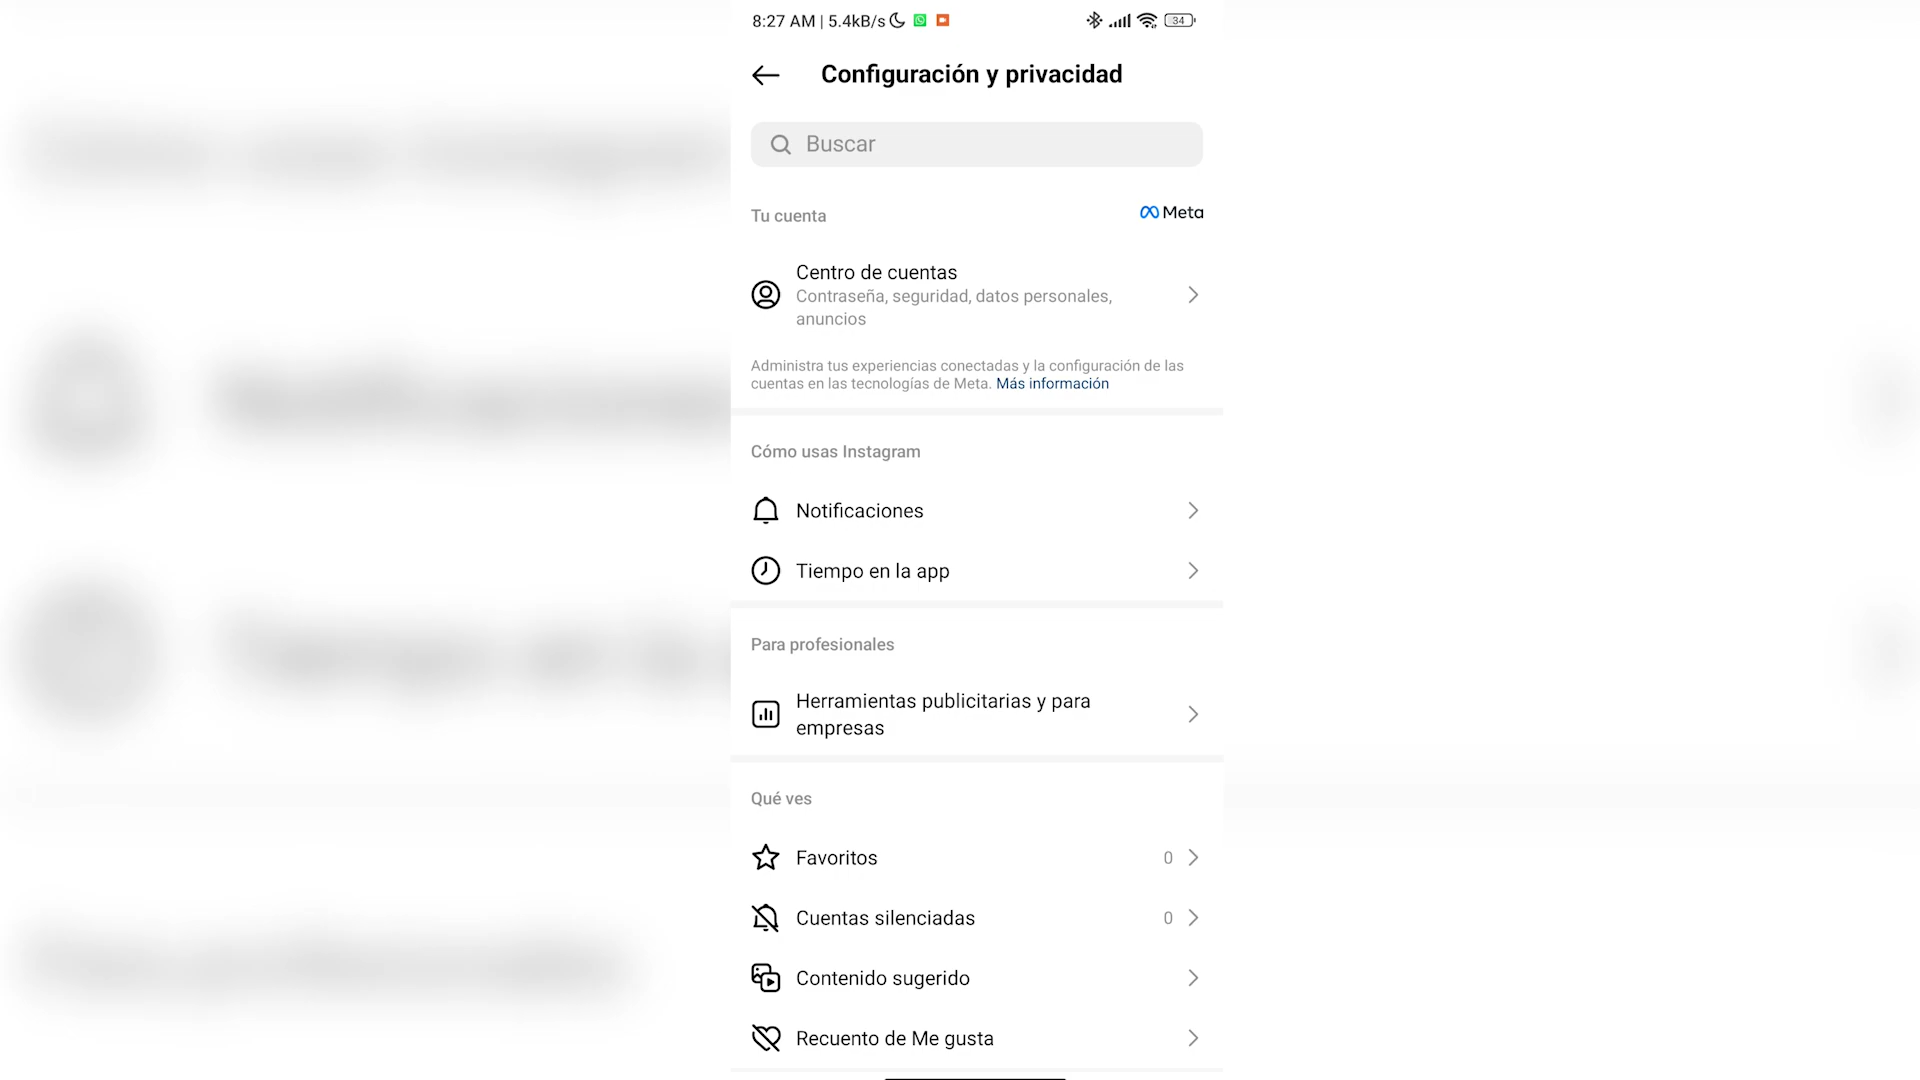 8:27 AM | 5.4kB/s
34
Configuración y privacidad
Buscar
Tu cuenta
Meta
Centro de cuentas
Contraseña, seguridad, datos personales,
anuncios
Administra tus experiencias conectadas y la configuración de las
cuentas en las tecnologías de Meta. Más información
Cómo usas Instagram
Notificaciones
Tiempo en la app
Para profesionales
Herramientas publicitarias y para
empresas
Qué ves
Favoritos 0
Cuentas silenciadas 0
Contenido sugerido
Recuento de Me gusta